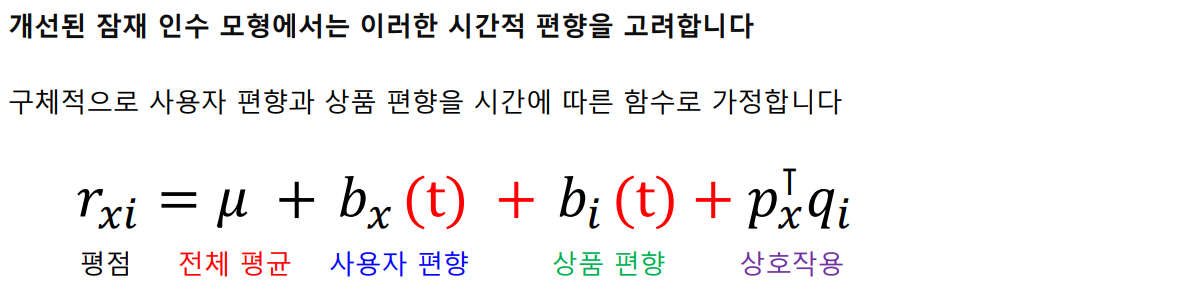 개선된 잠재 인수 모형에서는 이러한 시간적 편향을 고려합니다
구체적으로 사용자 편향과 상품 편향을 시간에 따른 함수로 가정합니다
r_{xi} = μ + b_x (t) + b_i (t) + p_x^T q_i
평점 전체 평균 사용자 편향 상품 편향 상호작용